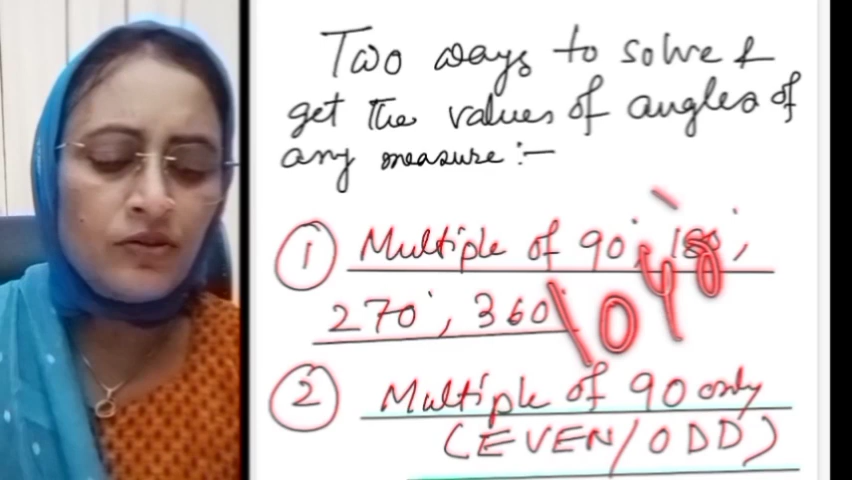 Two ways to solve &
get the values of angles of
any measure :-
① Multiple of 90°, 180°,
270°, 360
② Multiple of 90 only
(EVEN/ODD)